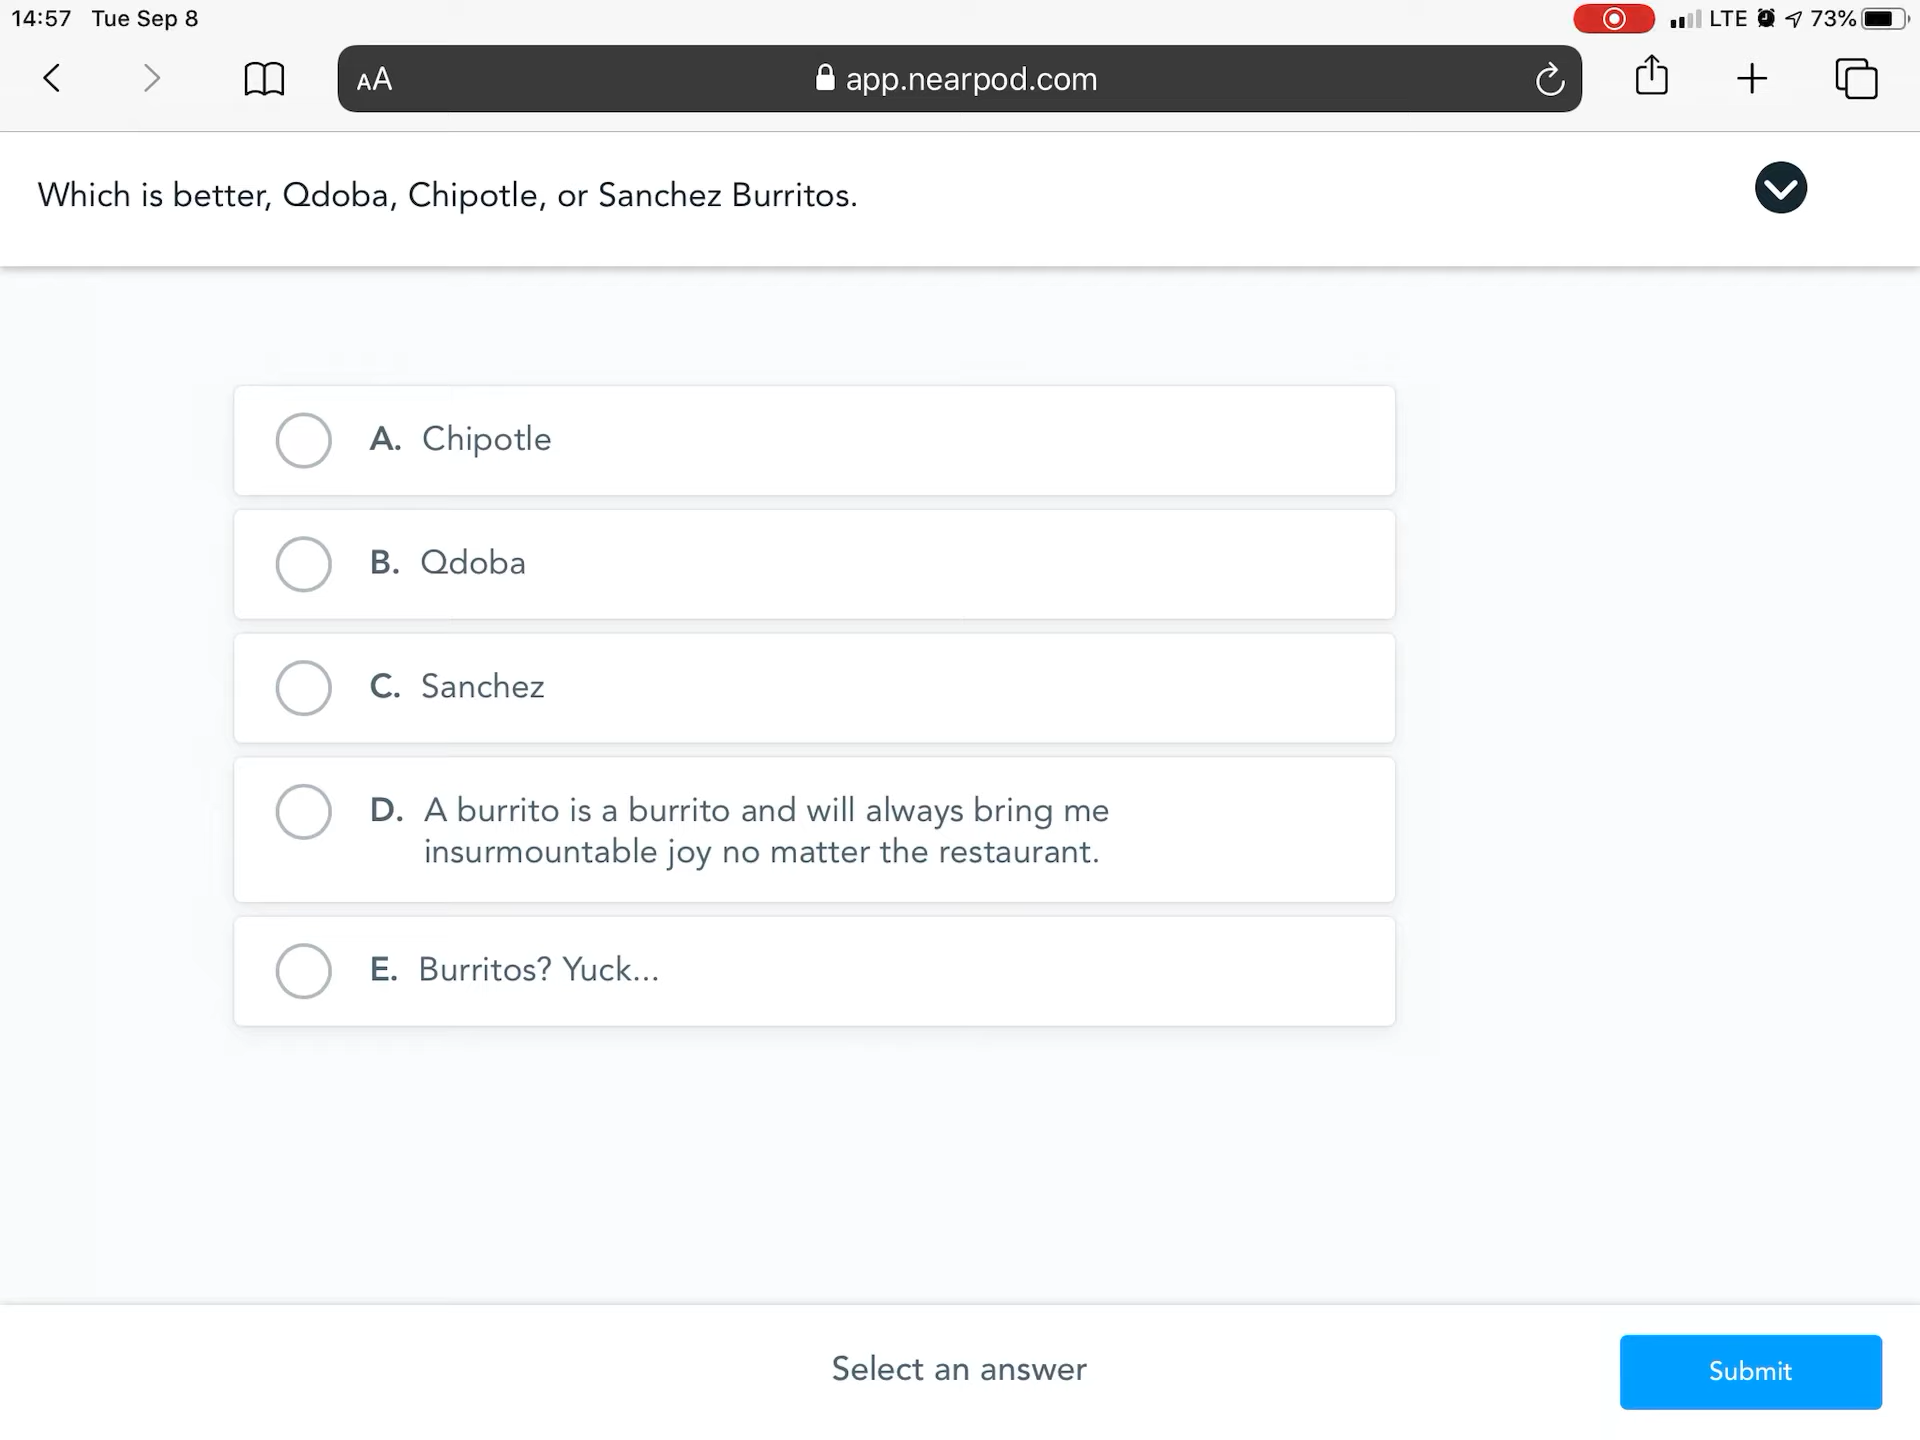 14:57 Tue Sep 8 LTE 73%
AA app.nearpod.com
Which is better, Qdoba, Chipotle, or Sanchez Burritos.
A. Chipotle
B. Qdoba
C. Sanchez
D. A burrito is a burrito and will always bring me
insurmountable joy no matter the restaurant.
E. Burritos? Yuck...
Select an answer
Submit